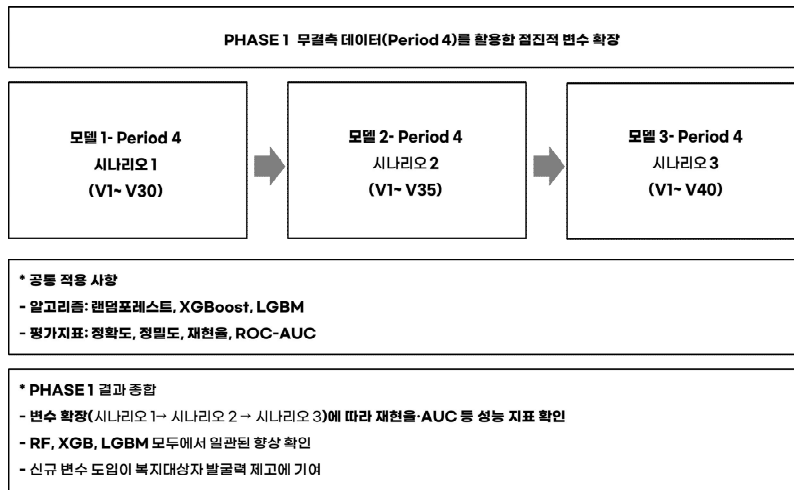 PHASE 1 무결측 데이터(Period 4)를 활용한 점진적 변수 확장
모델 1- Period 4
시나리오 1
(V1~ V30)
모델 2- Period 4
시나리오 2
(V1~ V35)
모델 3- Period 4
시나리오 3
(V1~ V40)
* 공통 적용 사항
- 알고리즘: 랜덤포레스트, XGBoost, LGBM
- 평가지표: 정확도, 정밀도, 재현율, ROC-AUC
* PHASE 1 결과 종합
- 변수 확장(시나리오 1→ 시나리오 2 → 시나리오 3)에 따라 재현율·AUC 등 성능 지표 확인
- RF, XGB, LGBM 모두에서 일관된 향상 확인
- 신규 변수 도입이 복지대상자 발굴력 제고에 기여